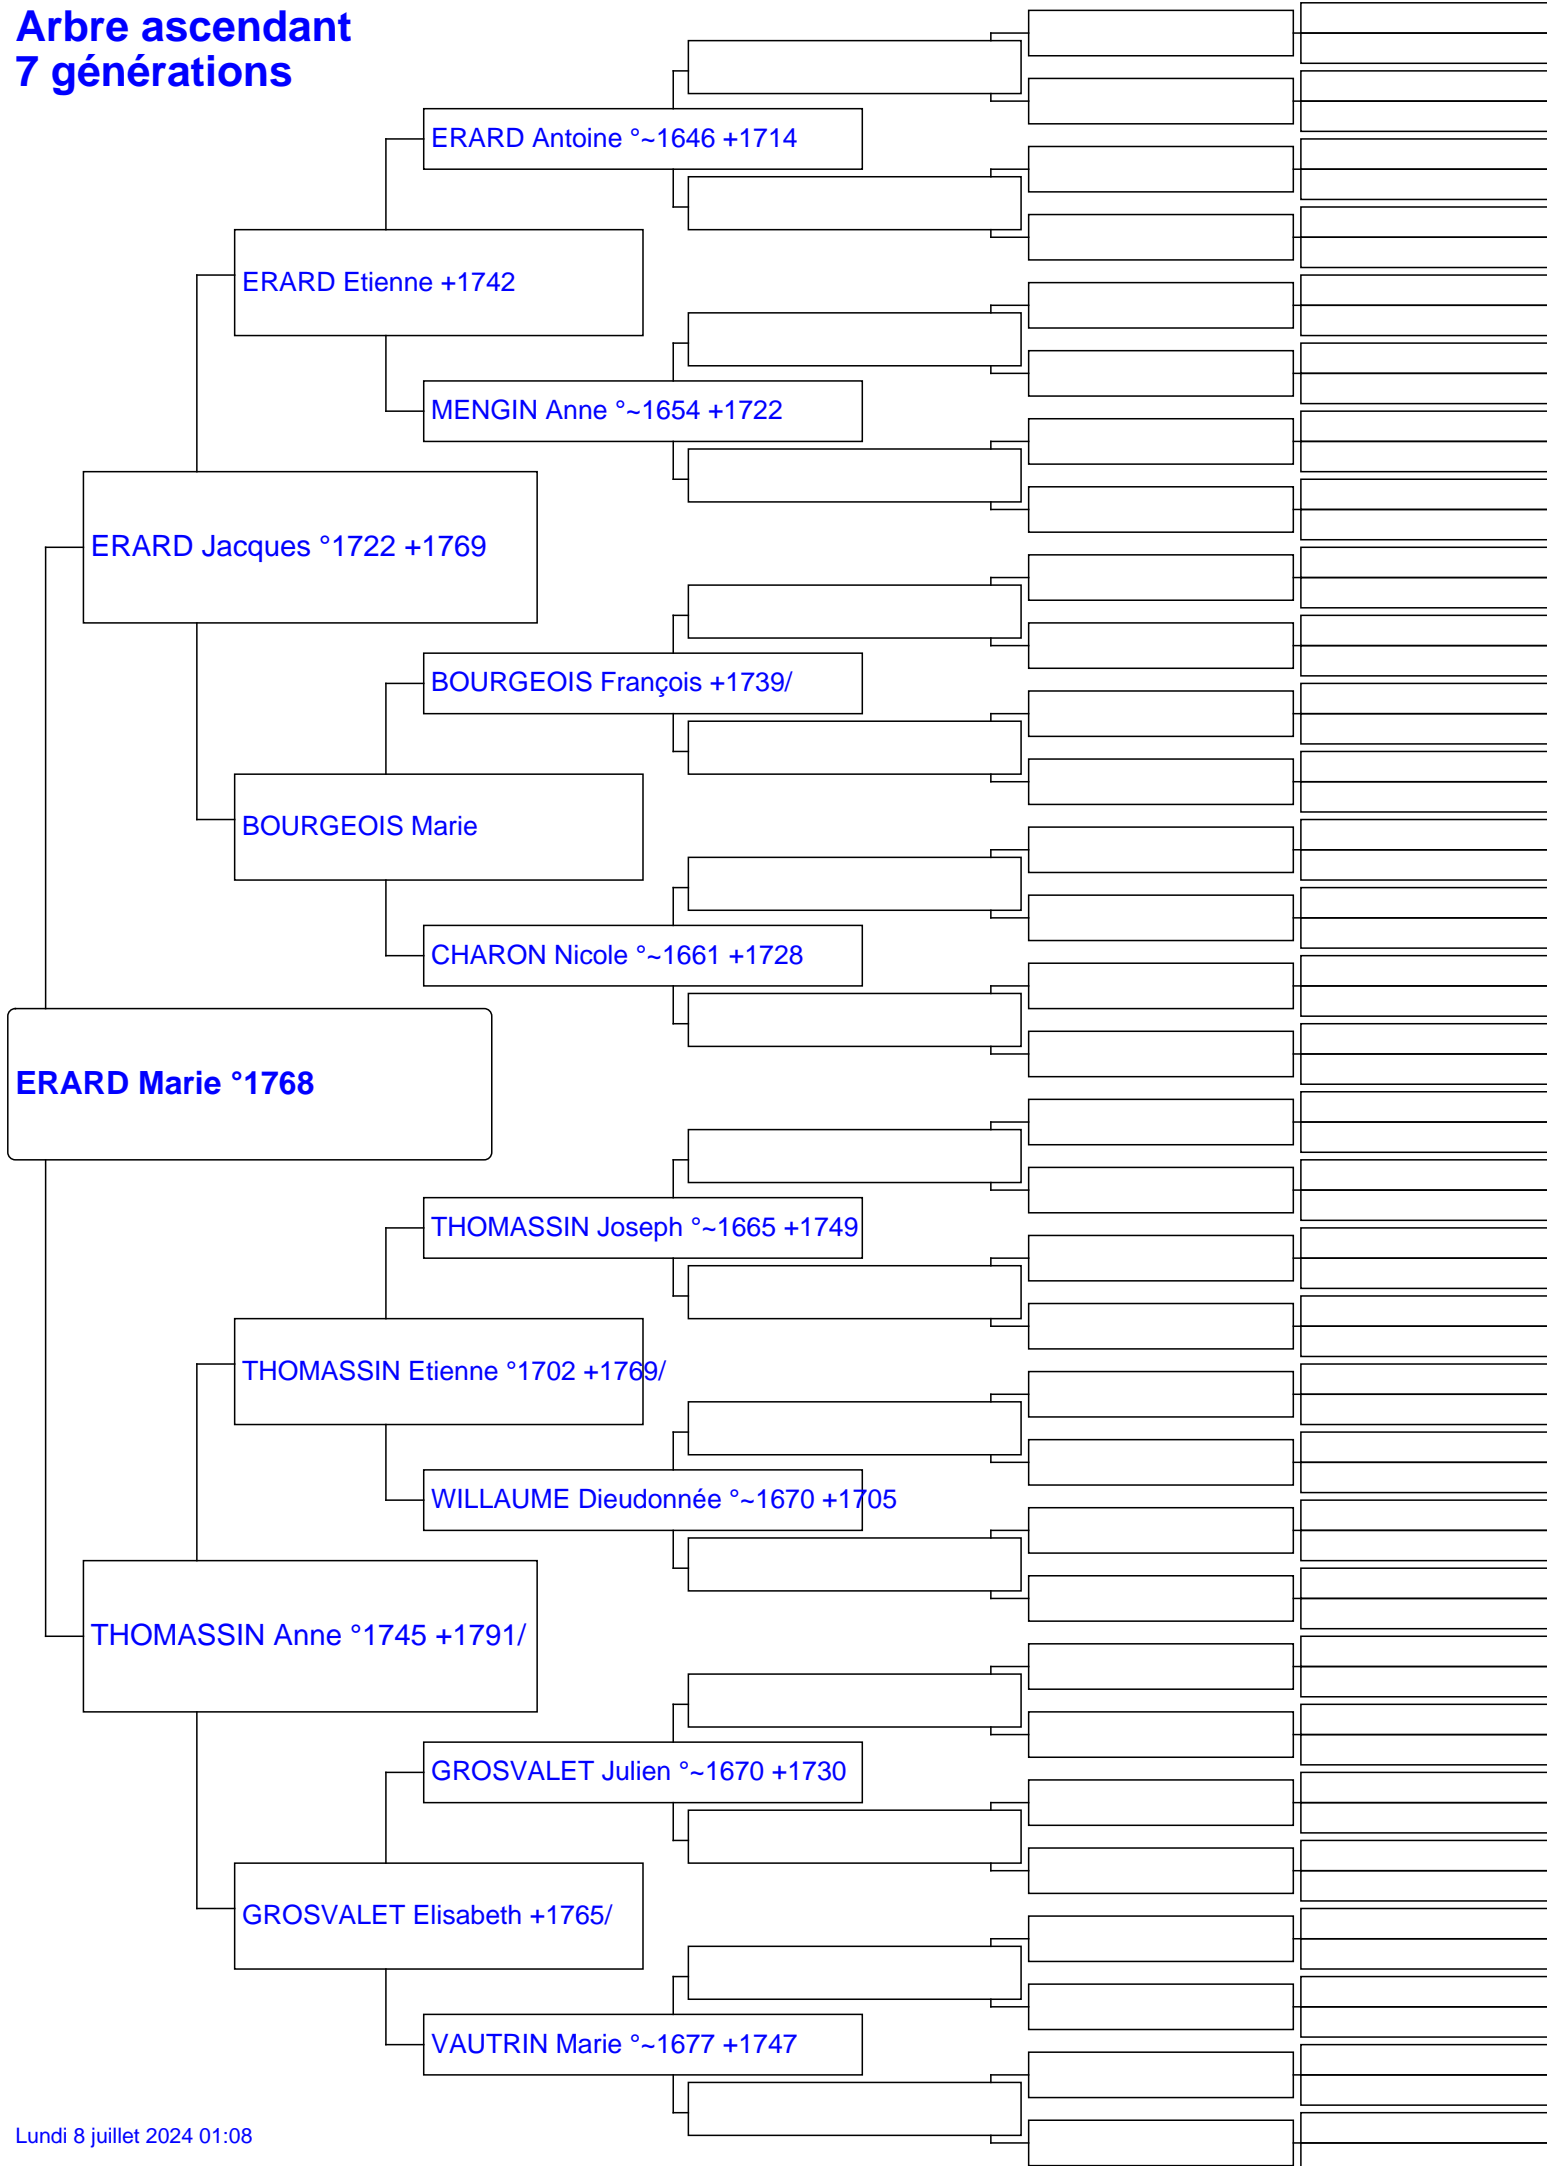 Arbre ascendant
7 générations
ERARD Antoine °~1646 +1714
ERARD Etienne +1742
MENGIN Anne °~1654 +1722
ERARD Jacques °1722 +1769
BOURGEOIS François +1739/
BOURGEOIS Marie
CHARON Nicole °~1661 +1728
ERARD Marie °1768
THOMASSIN Joseph °~1665 +1749
THOMASSIN Etienne °1702 +1769/
WILLAUME Dieudonnée °~1670 +1705
THOMASSIN Anne °1745 +1791/
GROSVALET Julien °~1670 +1730
GROSVALET Elisabeth +1765/
VAUTRIN Marie °~1677 +1747
Lundi 8 juillet 2024 01:08